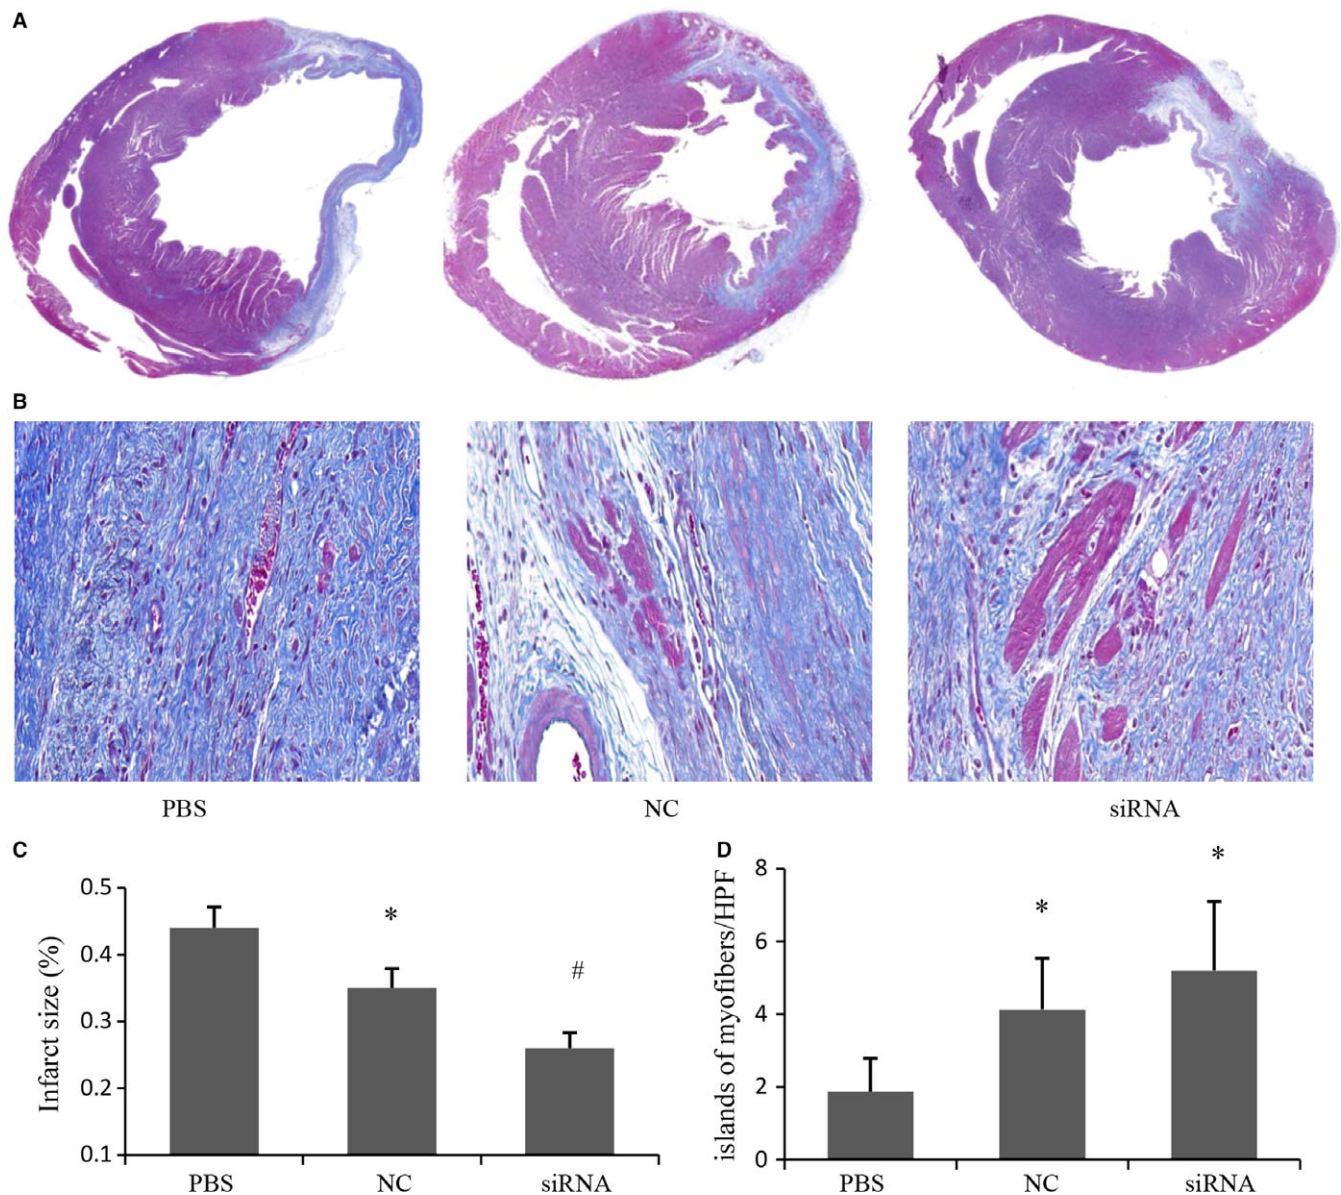 A
B
PBS NC siRNA
C
Infarct size (%)
0.5
0.4
0.3
0.2
0.1
*
#
PBS NC siRNA
D
islands of myofibers/HPF
8
6
4
2
0
*
*
PBS NC siRNA